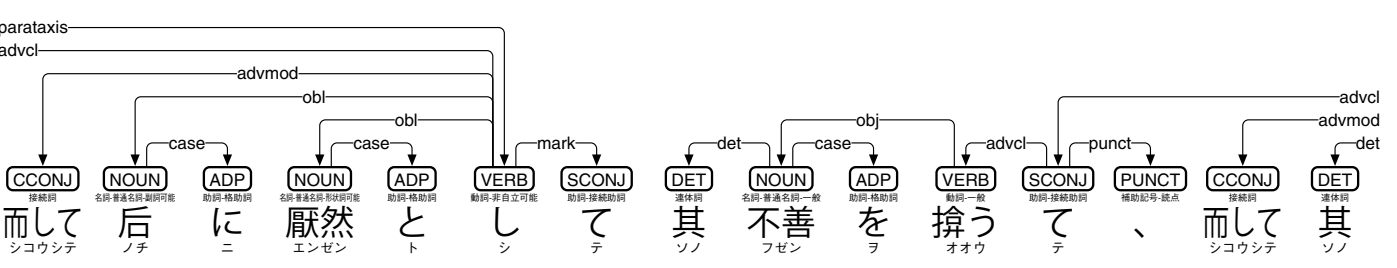 parataxis
advcl
advmod
obl
obl
case case mark det obj case advcl punct advcl advmod det
CCONJ NOUN ADP NOUN ADP VERB SCONJ DET NOUN ADP VERB SCONJ PUNCT CCONJ DET
接続詞 名詞-普通名詞-副詞可能 助詞-格助詞 名詞-普通名詞-形状詞可能 助詞-格助詞 動詞-非自立可能 助詞-接続助詞 連体詞 名詞-普通名詞-一般 助詞-格助詞 動詞-一般 助詞-接続助詞 補助記号-読点 接続詞 連体詞
而して 后 に 厭然 と し て 其 不善 を 揜う て 、 而して 其
シコウシテ ノチ ニ エンゼン ト シ テ ソノ フゼン ヲ オオウ テ シコウシテ ソノ